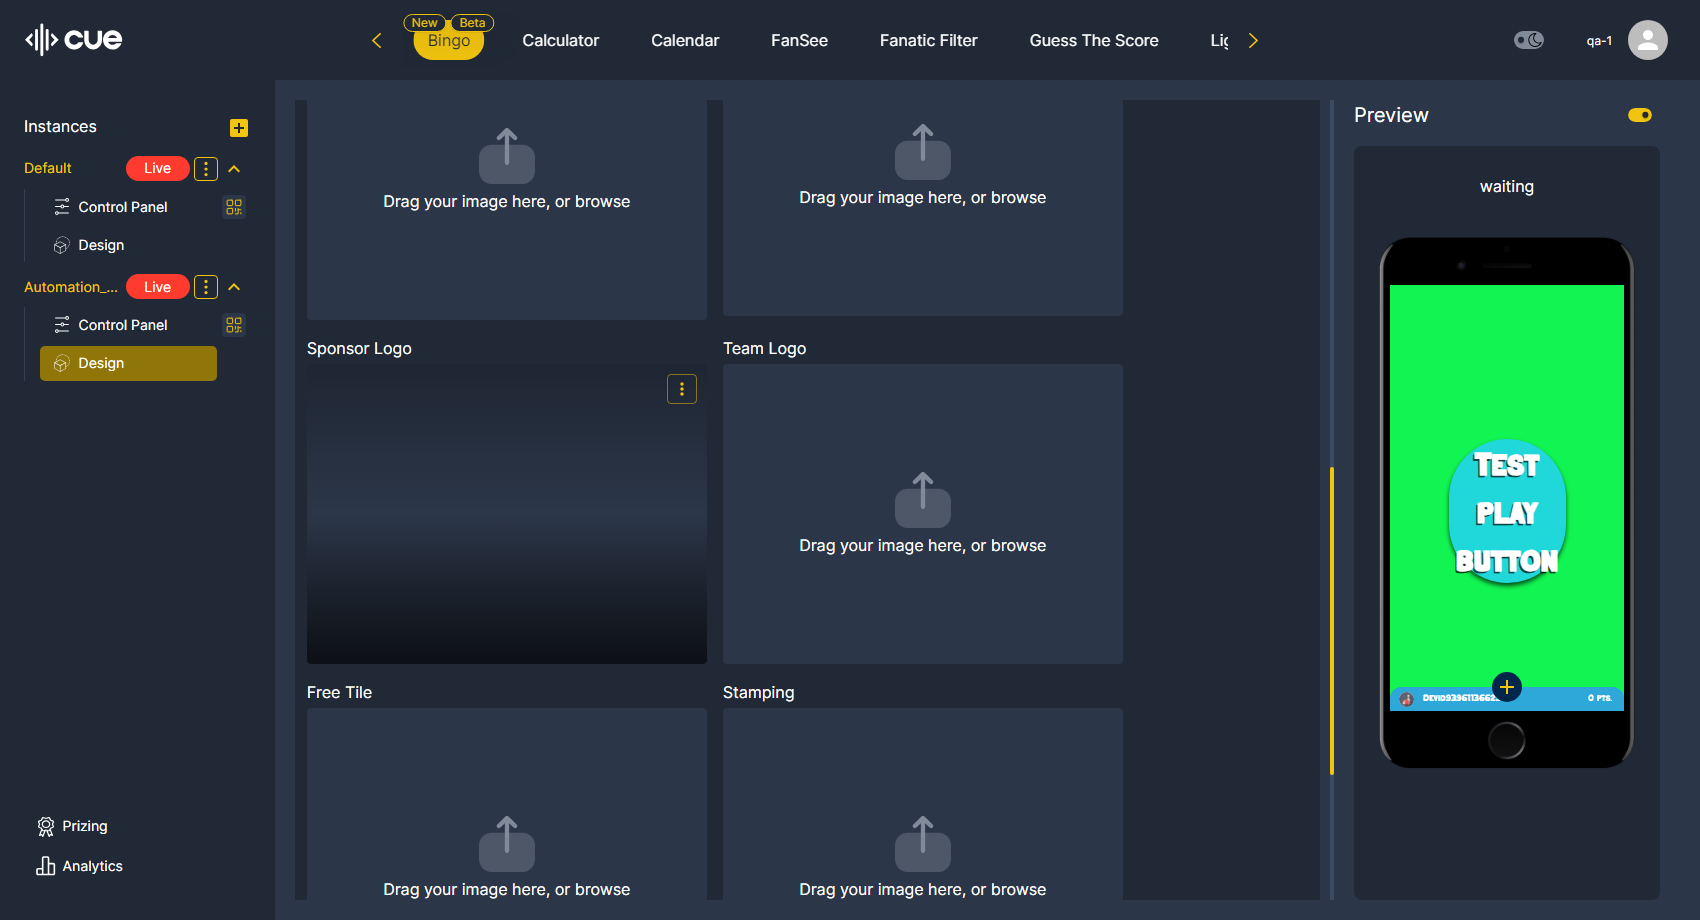 cue
New
Beta
Bingo
Calculator
Calendar
FanSee
Fanatic Filter
Guess The Score
Lig
qa-1
Instances
Default
Live
Control Panel
Design
Automation_...
Live
Control Panel
Design
Prizing
Analytics
Drag your image here, or browse
Drag your image here, or browse
Sponsor Logo
Team Logo
Drag your image here, or browse
Free Tile
Stamping
Drag your image here, or browse
Drag your image here, or browse
Preview
waiting
TEST
PLAY
BUTTON
0 PTS.